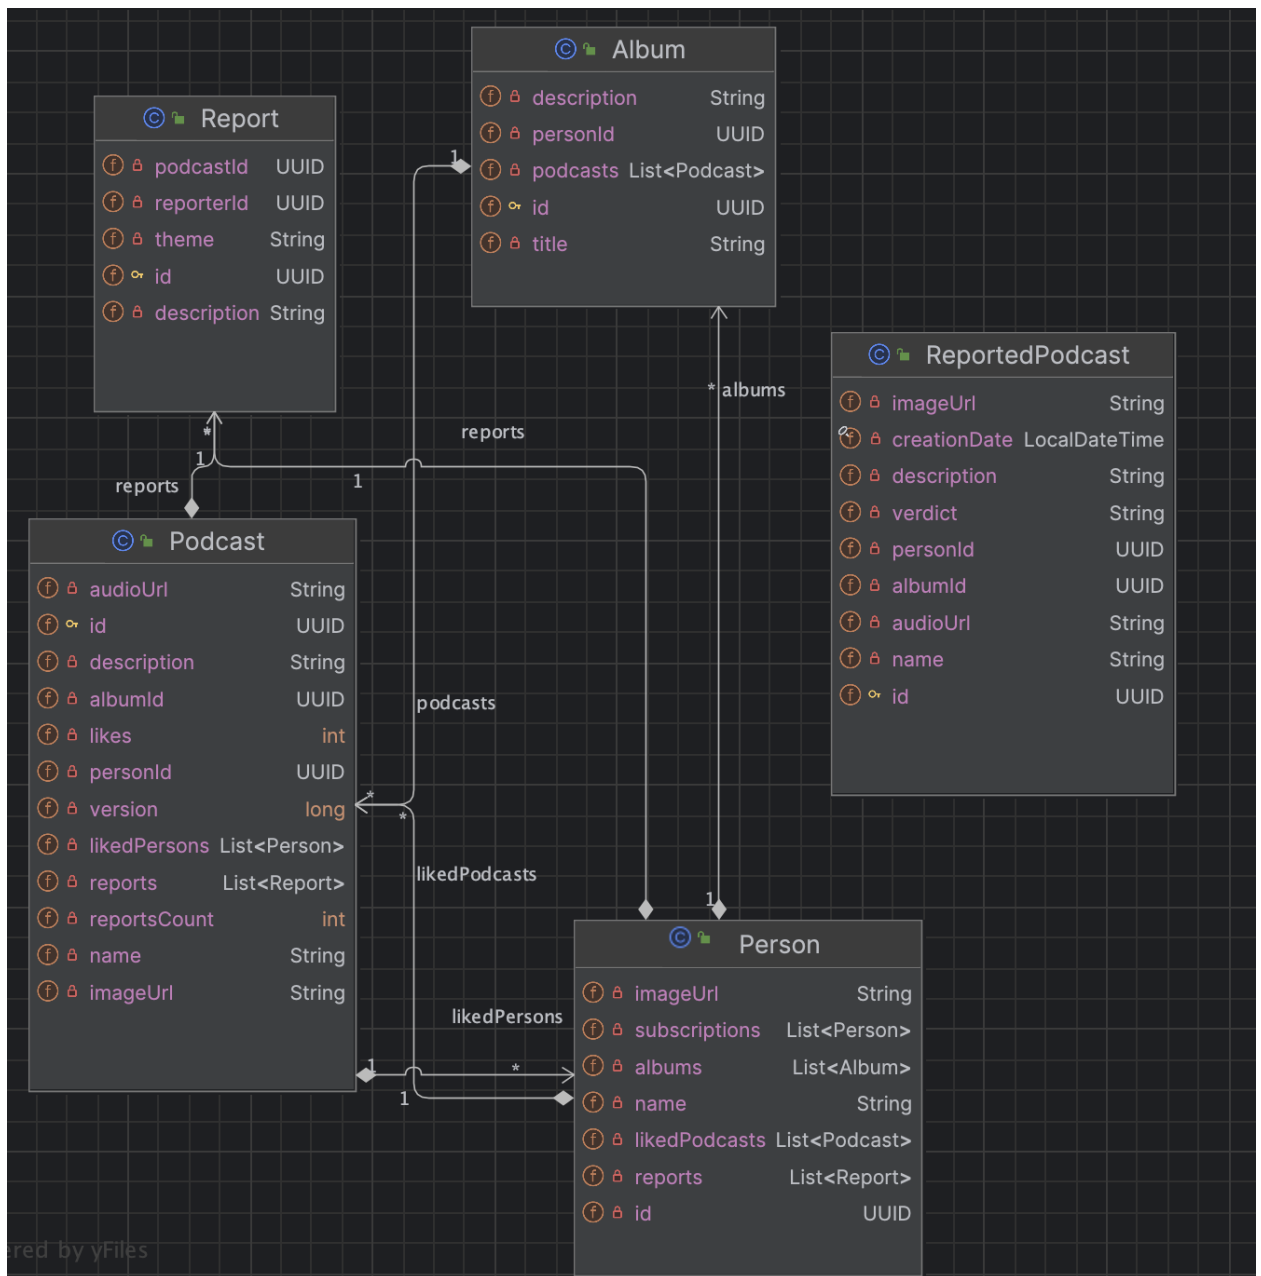 Album
description String
personId UUID
podcasts List<Podcast>
id UUID
title String
Report
podcastId UUID
reporterId UUID
theme String
id UUID
description String
1
ReportedPodcast
imageUrl String
creationDate LocalDateTime
description String
verdict String
personId UUID
albumId UUID
audioUrl String
name String
id UUID
* albums
*
reports
1
1
reports
Podcast
audioUrl String
id UUID
description String
albumId UUID
likes int
personId UUID
version long
likedPersons List<Person>
reports List<Report>
reportsCount int
name String
imageUrl String
podcasts
*
*
likedPodcasts
1
likedPersons
1
*
1
Person
imageUrl String
subscriptions List<Person>
albums List<Album>
name String
likedPodcasts List<Podcast>
reports List<Report>
id UUID
ered by yFiles